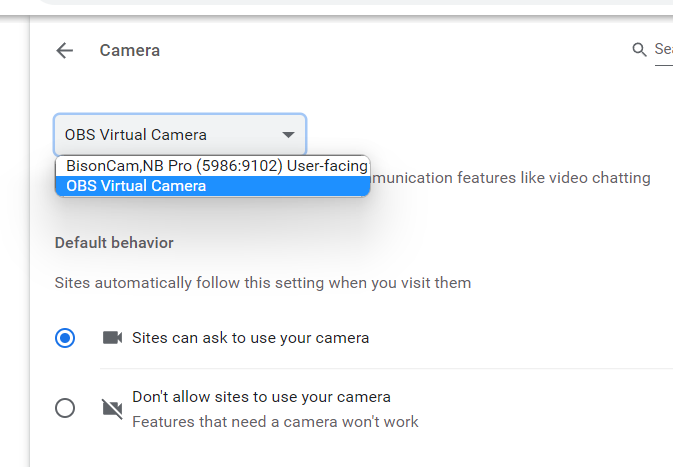 Camera
OBS Virtual Camera
BisonCam,NB Pro (5986:9102) User-facing
OBS Virtual Camera
features like video chatting
Default behavior
Sites automatically follow this setting when you visit them
Sites can ask to use your camera
Don't allow sites to use your camera
Features that need a camera won't work